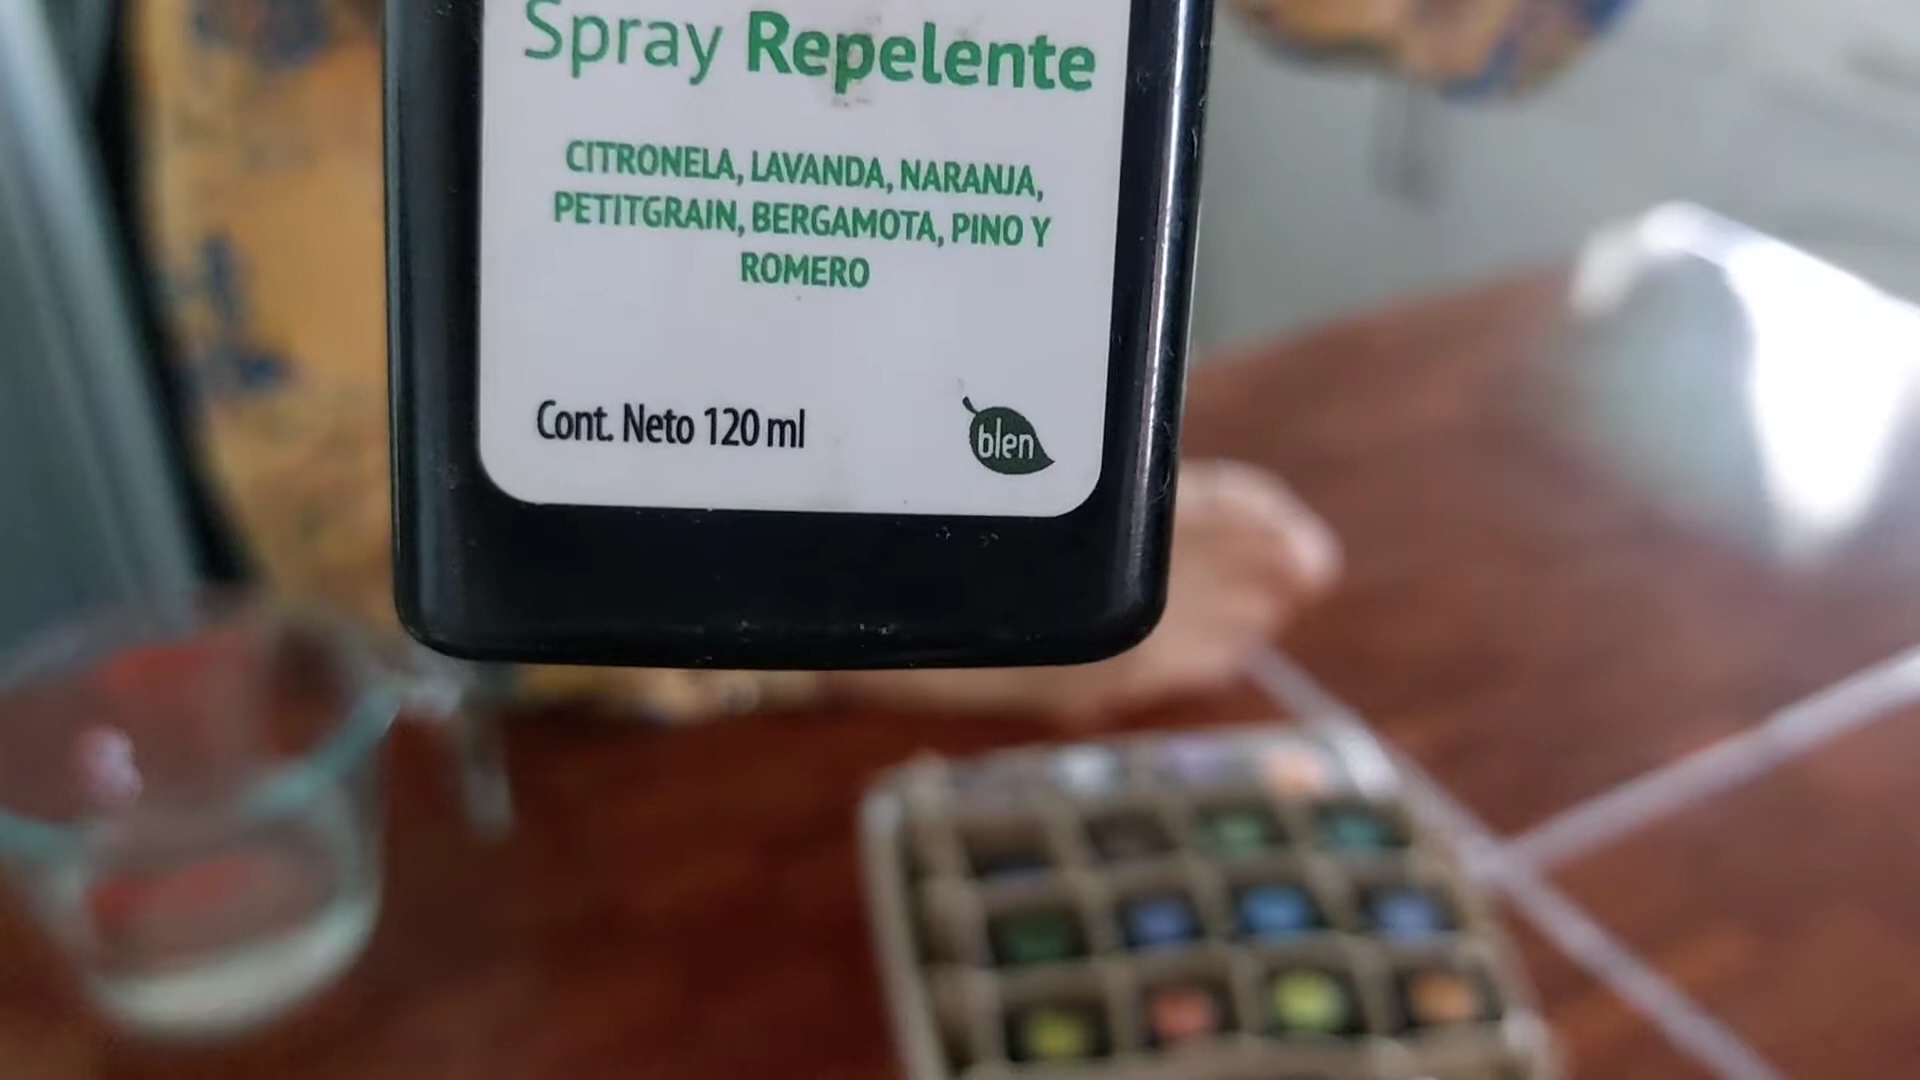 Spray Repelente
CITRONELA, LAVANDA, NARANJA,
PETITGRAIN, BERGAMOTA, PINO Y
ROMERO
Cont. Neto 120 ml
blen